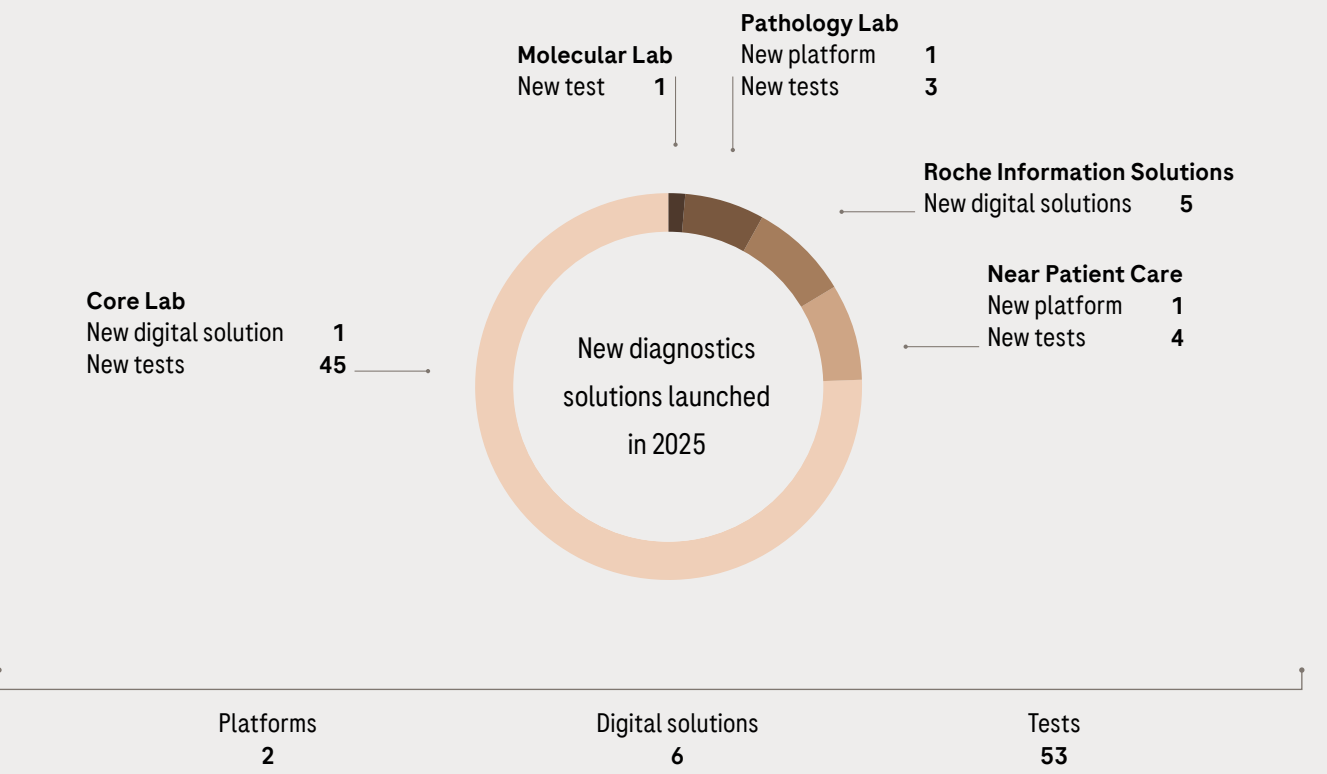 Pathology Lab
New platform 1
New tests 3
Molecular Lab
New test 1
Roche Information Solutions
New digital solutions 5
Near Patient Care
New platform 1
New tests 4
Core Lab
New digital solution 1
New tests 45
New diagnostics
solutions launched
in 2025
Platforms
2
Digital solutions
6
Tests
53